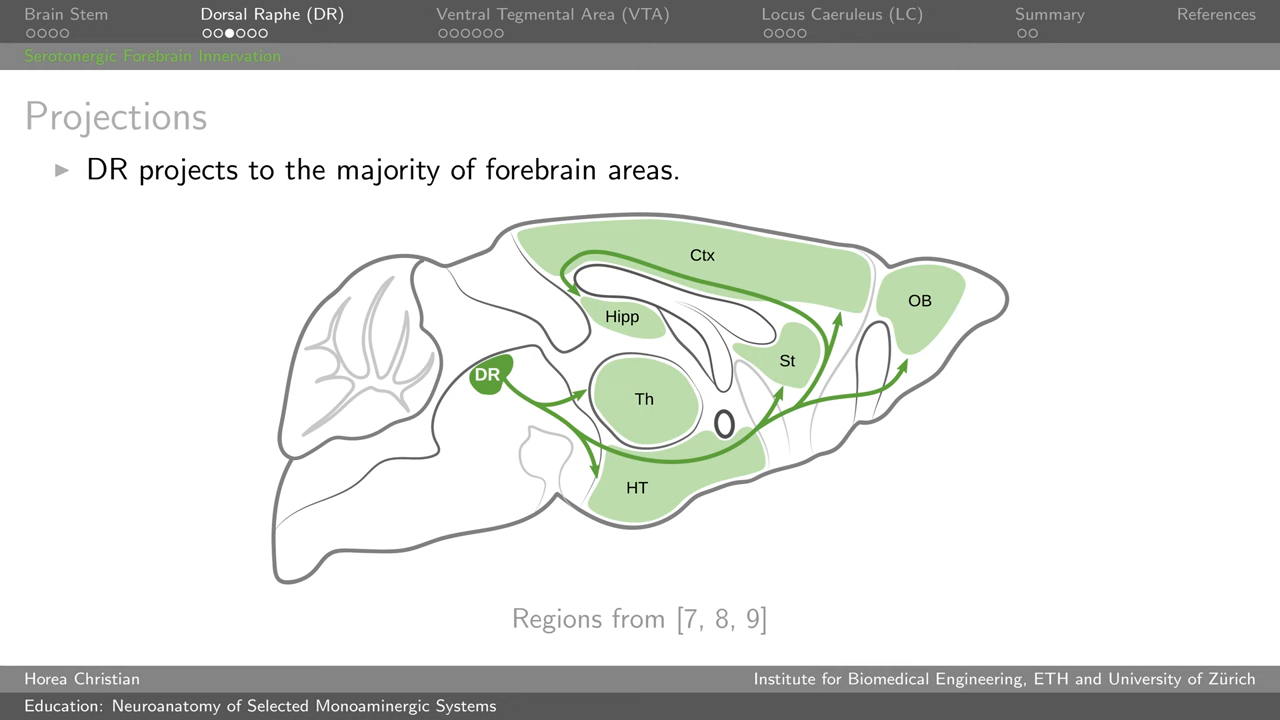 Brain Stem
Dorsal Raphe (DR)
Ventral Tegmental Area (VTA)
Locus Caeruleus (LC)
Summary
References
Serotonergic Forebrain Innervation
Projections
DR projects to the majority of forebrain areas.
Ctx
OB
Hipp
St
DR
Th
HT
Regions from [7, 8, 9]
Horea Christian
Institute for Biomedical Engineering, ETH and University of Zürich
Education: Neuroanatomy of Selected Monoaminergic Systems